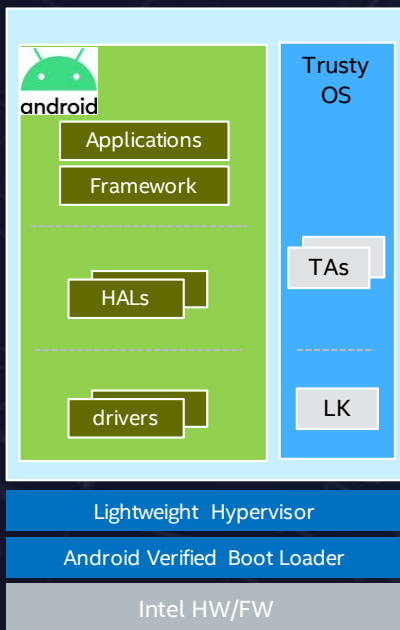 android
Applications
Framework
HALs
drivers
Trusty
OS
TAs
LK
Lightweight Hypervisor
Android Verified Boot Loader
Intel HW/FW